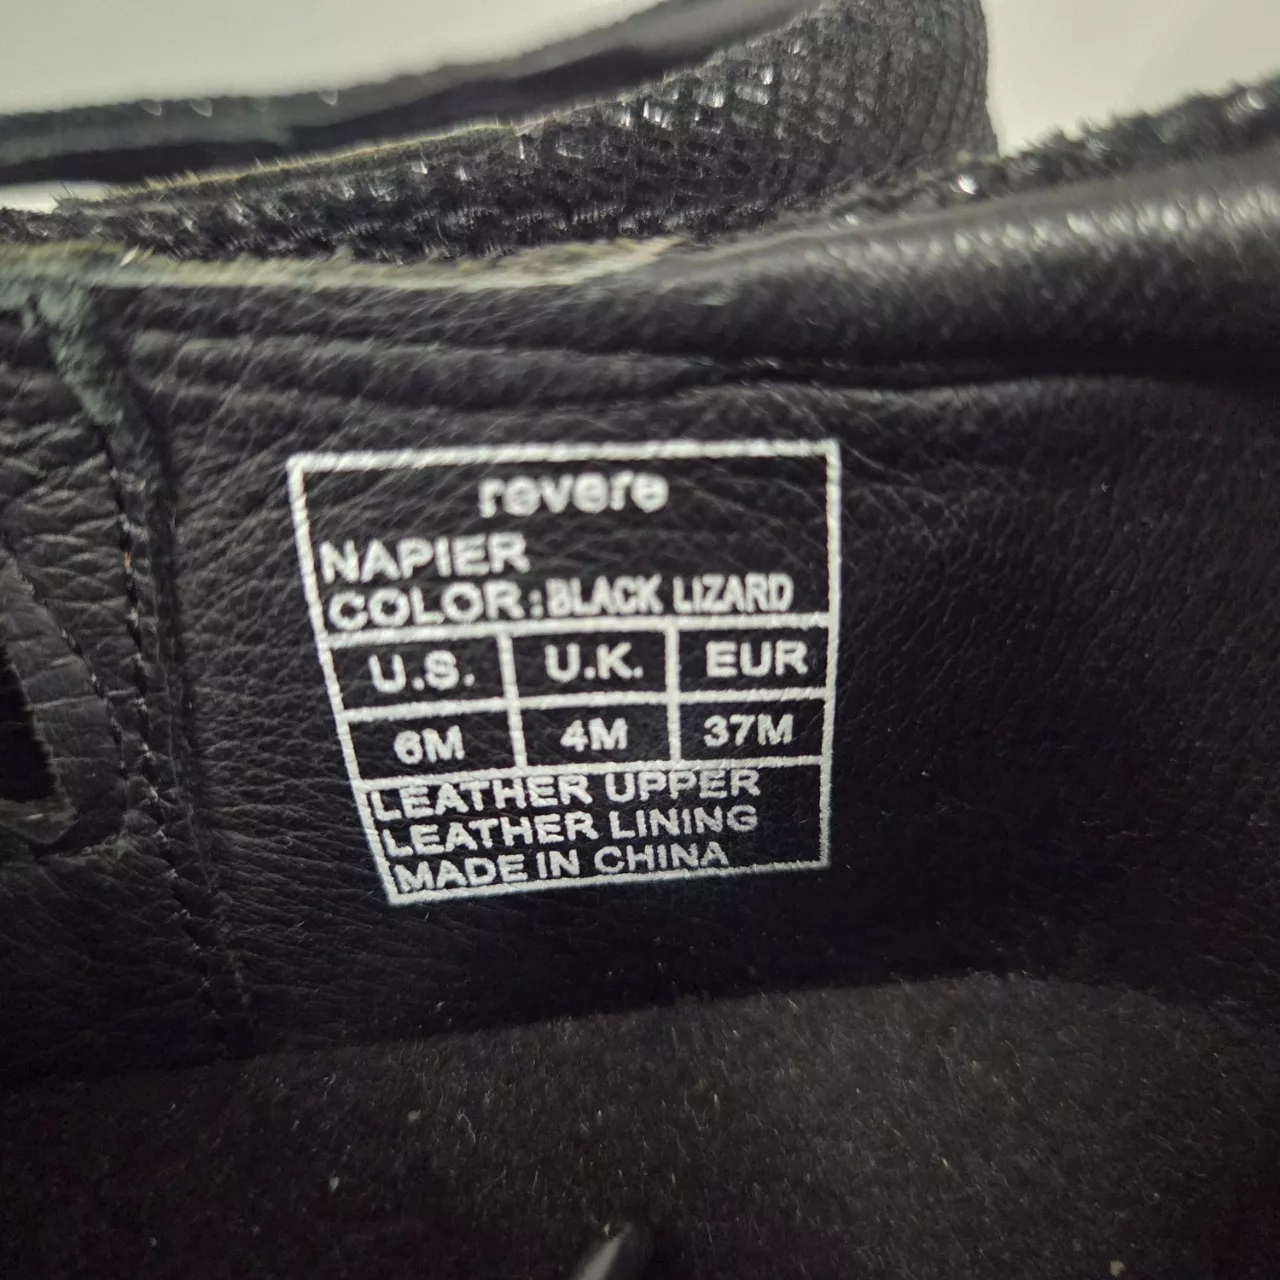 revere
NAPIER
COLOR:BLACK LIZARD
U.S. U.K. EUR
6M 4M 37M
LEATHER UPPER
LEATHER LINING
MADE IN CHINA